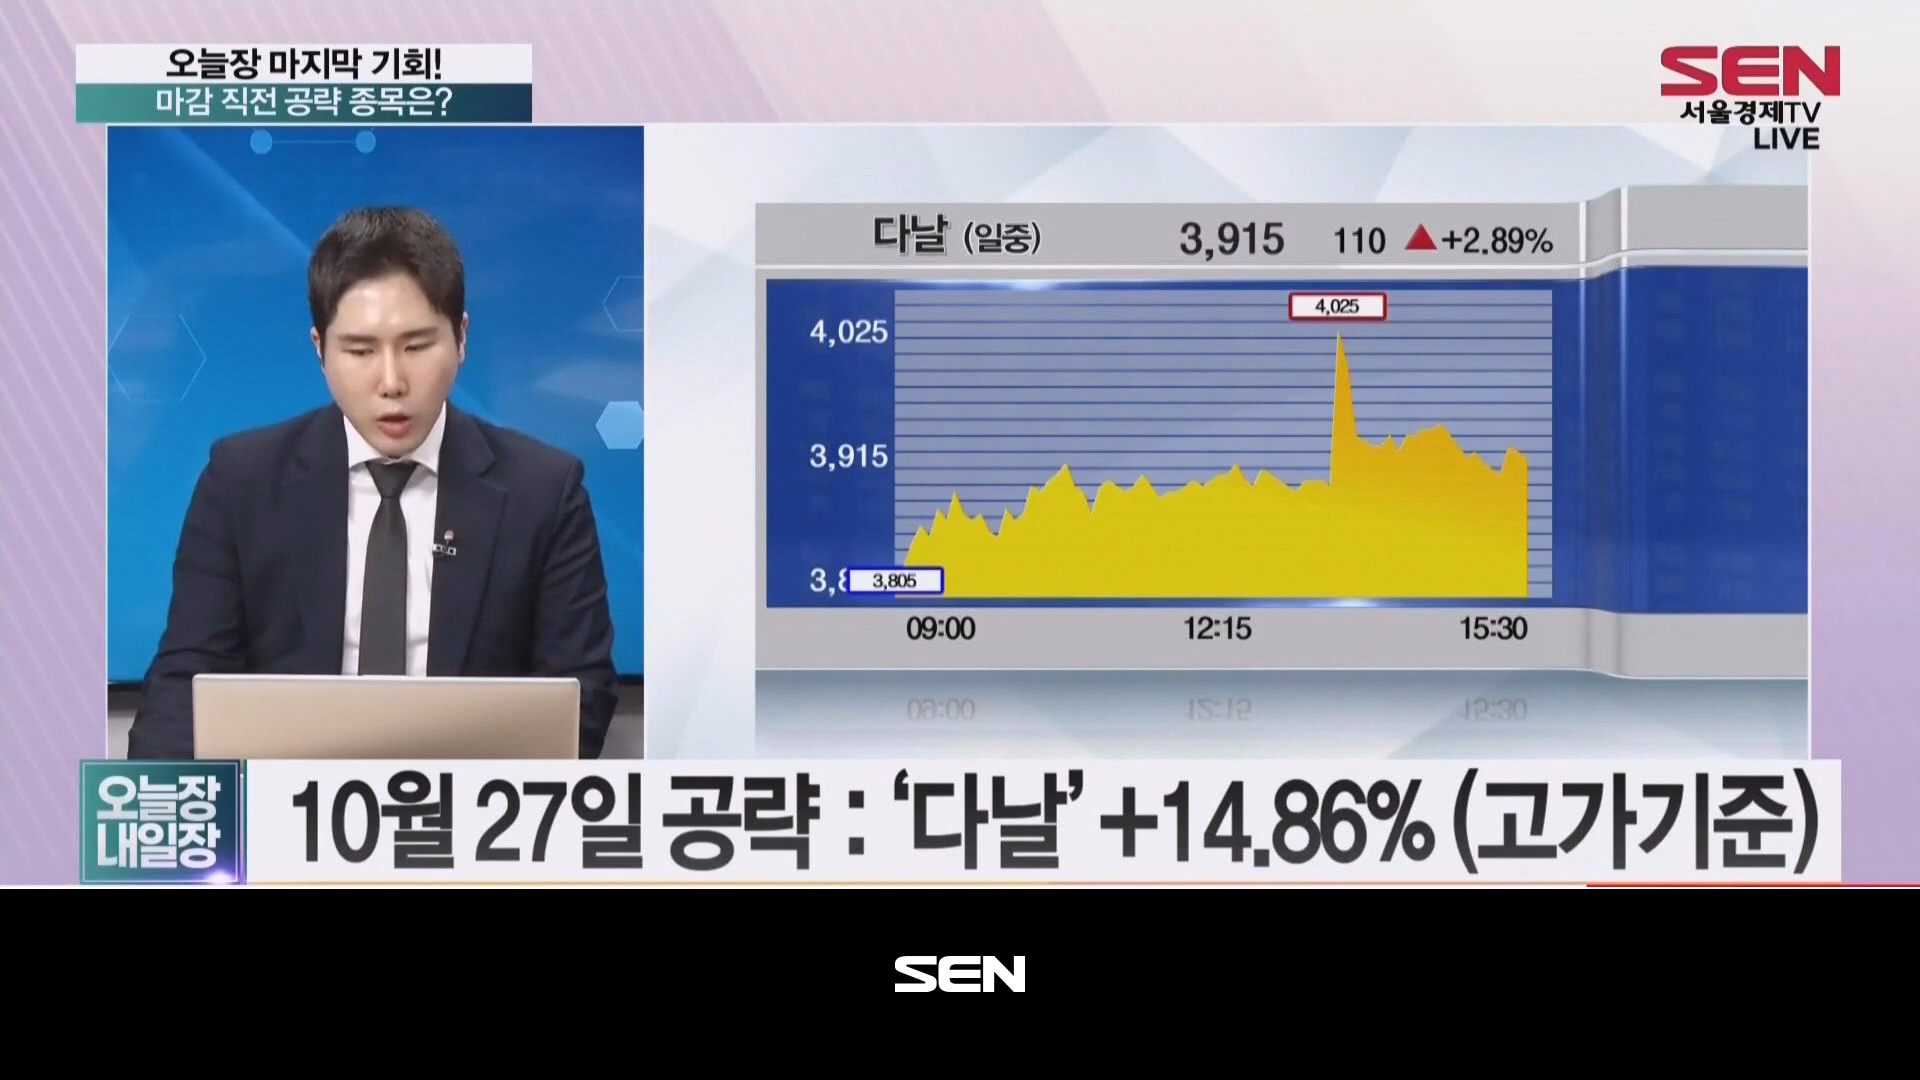 오늘장 마지막 기회!
마감 직전 공략 종목은?
SEN
서울경제TV
LIVE
다날 (일중) 3,915 110 ▲+2.89%
4,025
4,025
3,915
3,8
3,805
09:00 12:15 15:30
오늘장
내일장
10월 27일 공략 : ‘다날’ +14.86% (고가기준)
SEN